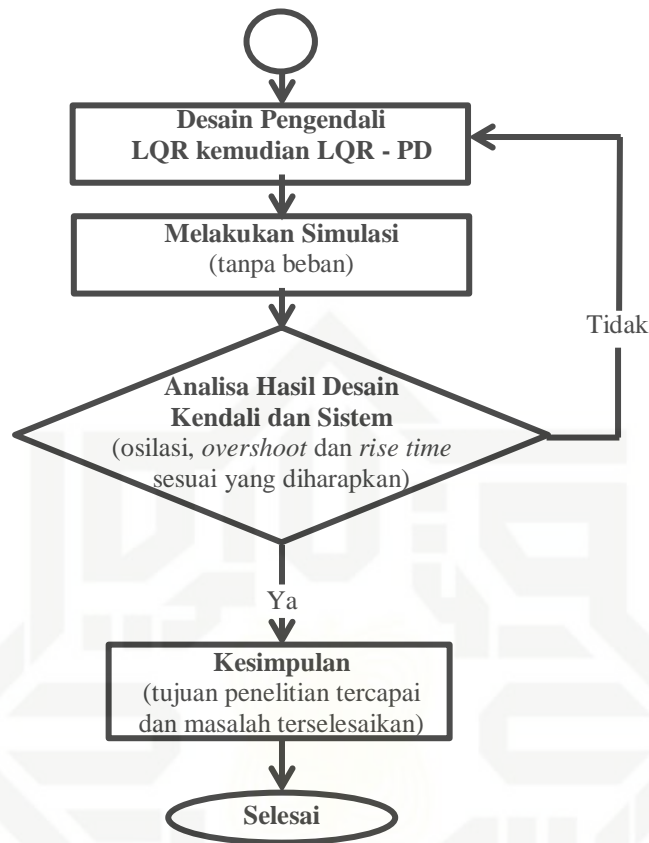 Desain Pengendali
LQR kemudian LQR - PD
Melakukan Simulasi
(tanpa beban)
Tidak
Analisa Hasil Desain
Kendali dan Sistem
(osilasi, overshoot dan rise time
sesuai yang diharapkan)
Ya
Kesimpulan
(tujuan penelitian tercapai
dan masalah terselesaikan)
Selesai